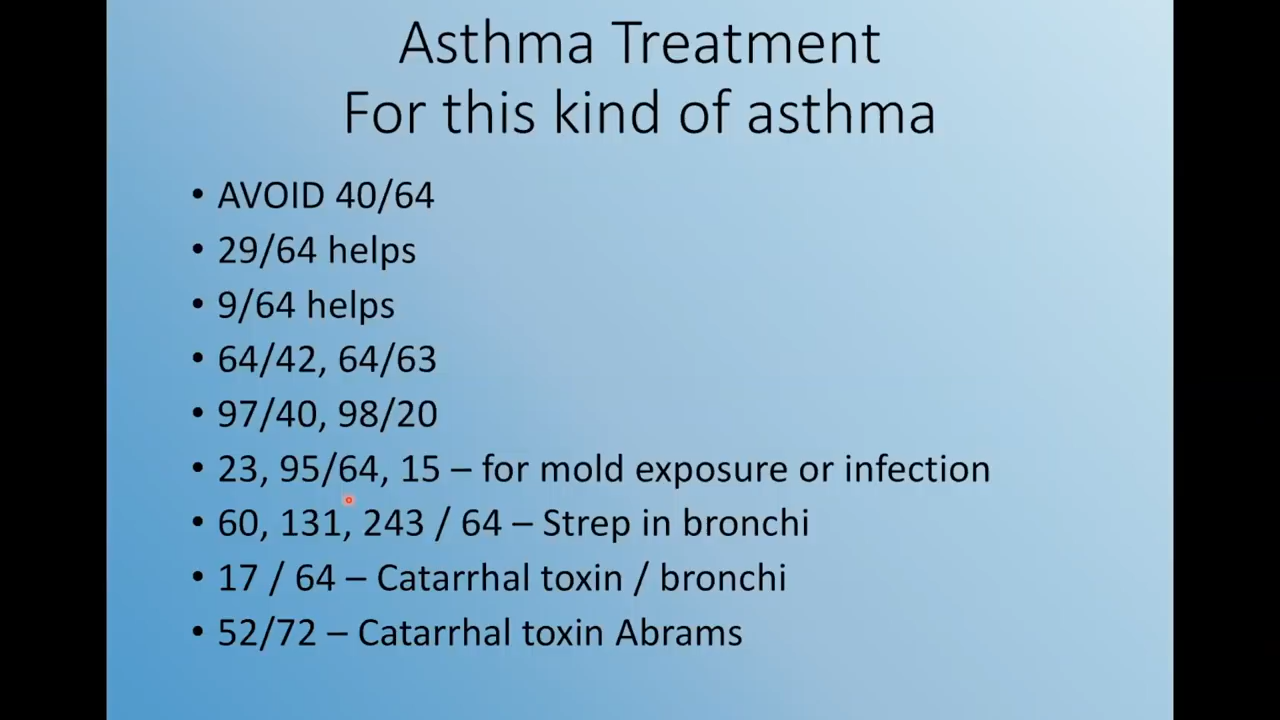 Asthma Treatment
For this kind of asthma
• AVOID 40/64
• 29/64 helps
• 9/64 helps
• 64/42, 64/63
• 97/40, 98/20
• 23, 95/64, 15 – for mold exposure or infection
• 60, 131, 243 / 64 – Strep in bronchi
• 17 / 64 – Catarrhal toxin / bronchi
• 52/72 – Catarrhal toxin Abrams